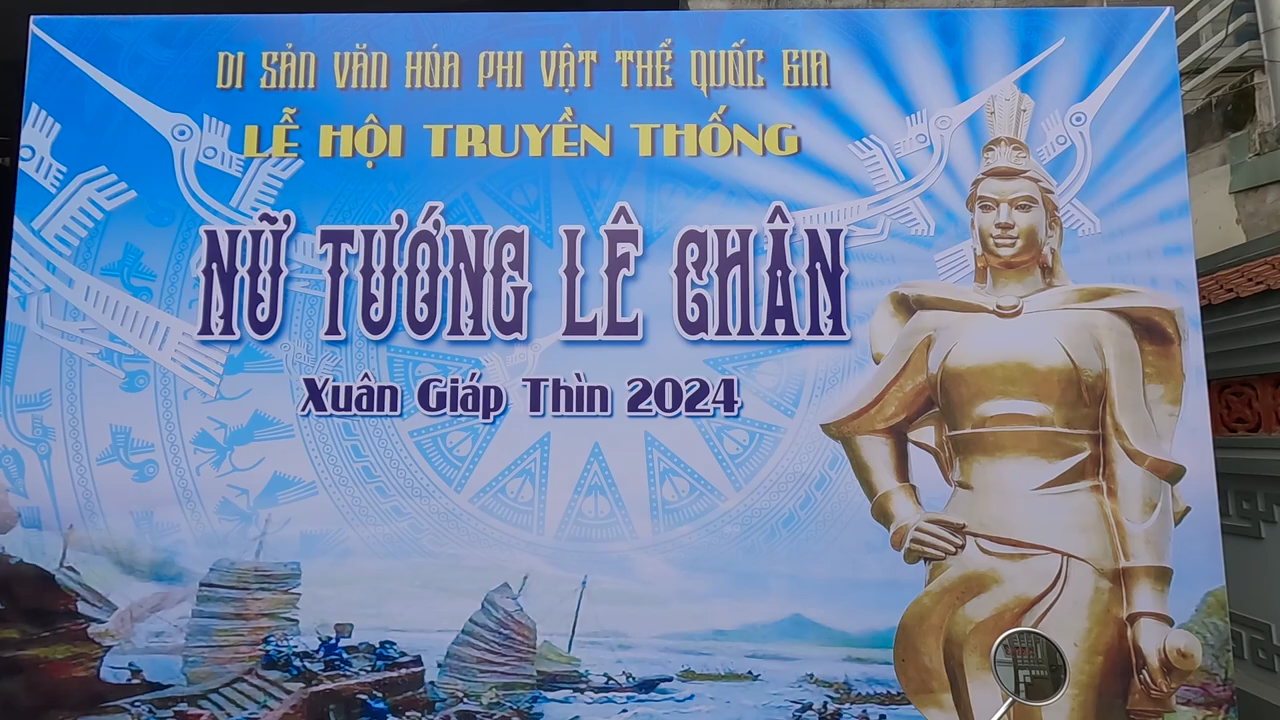 DI SẢN VĂN HÓA PHI VẬT THỂ QUỐC GIA
LỄ HỘI TRUYỀN THỐNG
NỮ TƯỚNG LÊ CHÂN
Xuân Giáp Thìn 2024